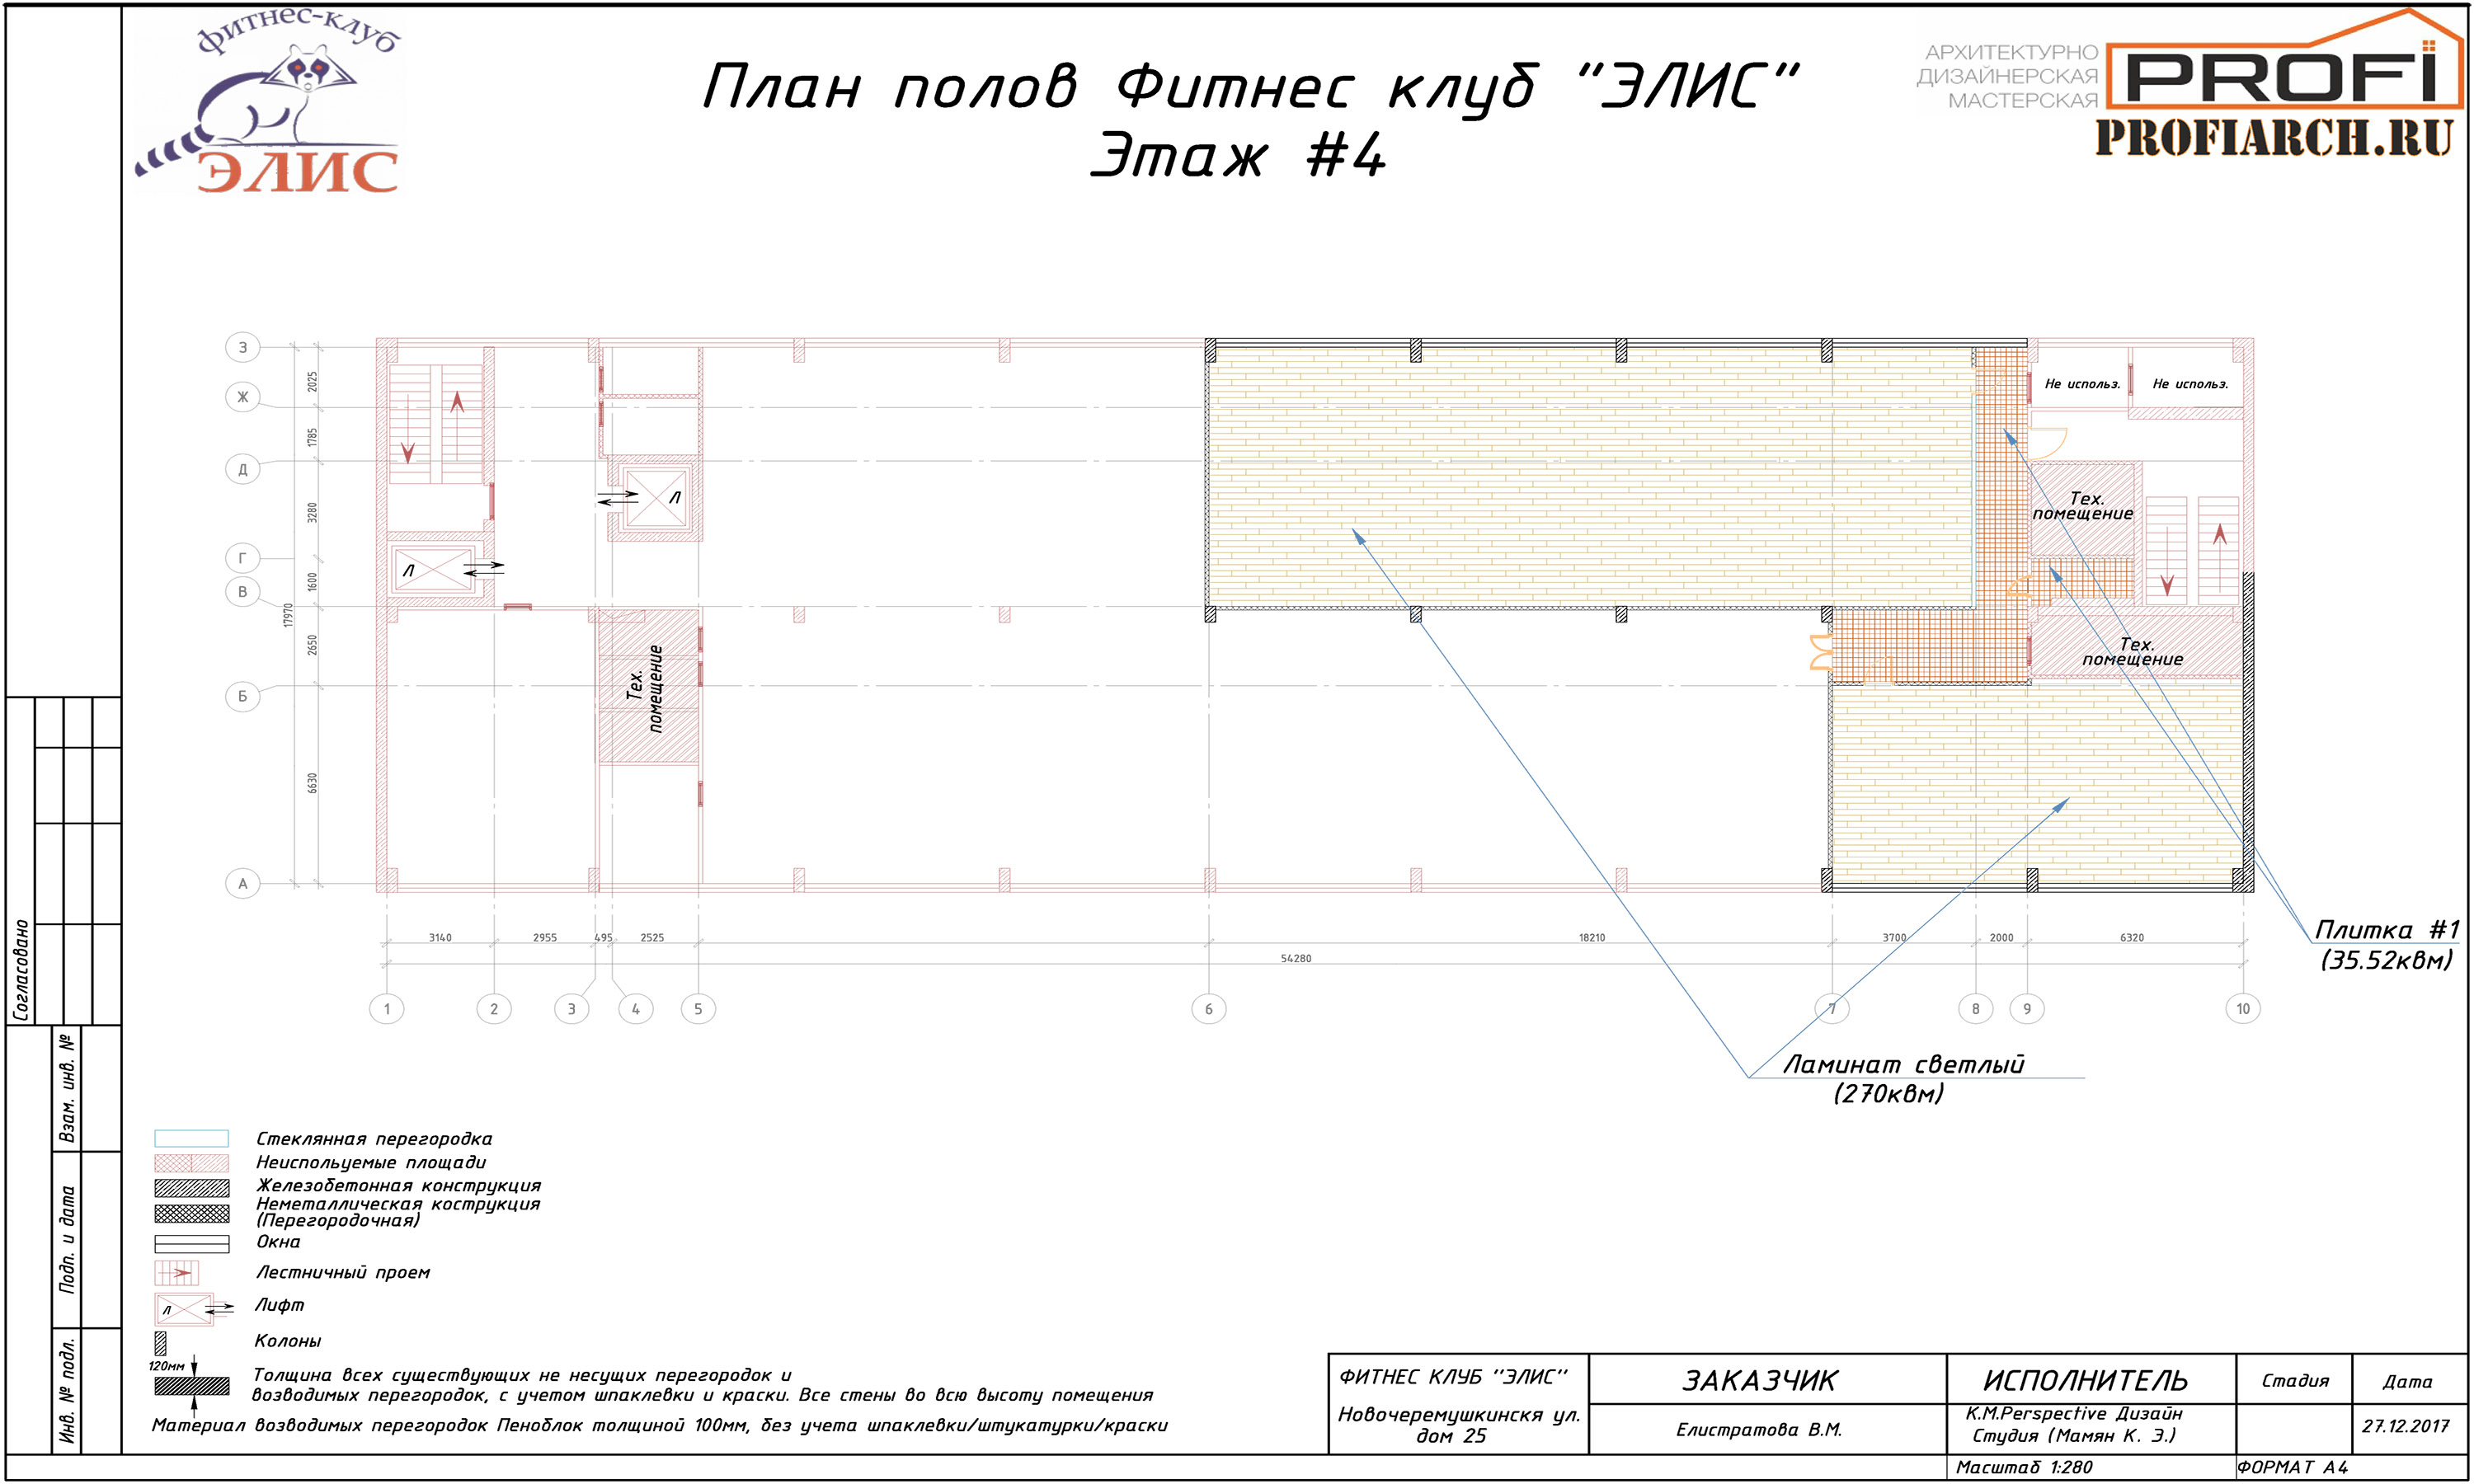 фитнес-клуб
ЭЛИС
План полов Фитнес клуб "ЭЛИС"
Этаж #4
АРХИТЕКТУРНО
ДИЗАЙНЕРСКАЯ
МАСТЕРСКАЯ
PROFi
PROFIARCH.RU
З
Ж
Д
Г
В
Б
А
2025
1785
3280
1600
2650
6630
17970
Л
Л
Тех.
помещение
Не использ.
Не использ.
Тех.
помещение
Тех.
помещение
3140
2955
495
2525
18210
3700
2000
6320
54280
1
2
3
4
5
6
7
8
9
10
Плитка #1
(35.52квм)
Ламинат светлый
(270квм)
Стеклянная перегородка
Неиспольуемые площади
Железобетонная конструкция
Неметаллическая кострукция
(Перегородочная)
Окна
Лестничный проем
Л
Лифт
Колоны
120мм
Толщина всех существующих не несущих перегородок и
возводимых перегородок, с учетом шпаклевки и краски. Все стены во всю высоту помещения
Материал возводимых перегородок Пеноблок толщиной 100мм, без учета шпаклевки/штукатурки/краски
Согласовано
Взам. инв. №
Подп. и дата
Инв. № подл.
ФИТНЕС КЛУБ "ЭЛИС"
Новочеремушкинскя ул.
дом 25
ЗАКАЗЧИК
Елистратова В.М.
ИСПОЛНИТЕЛЬ
K.M.Perspective Дизайн
Студия (Мамян К. Э.)
Стадия
Дата
27.12.2017
Масштаб 1:280
ФОРМАТ А4